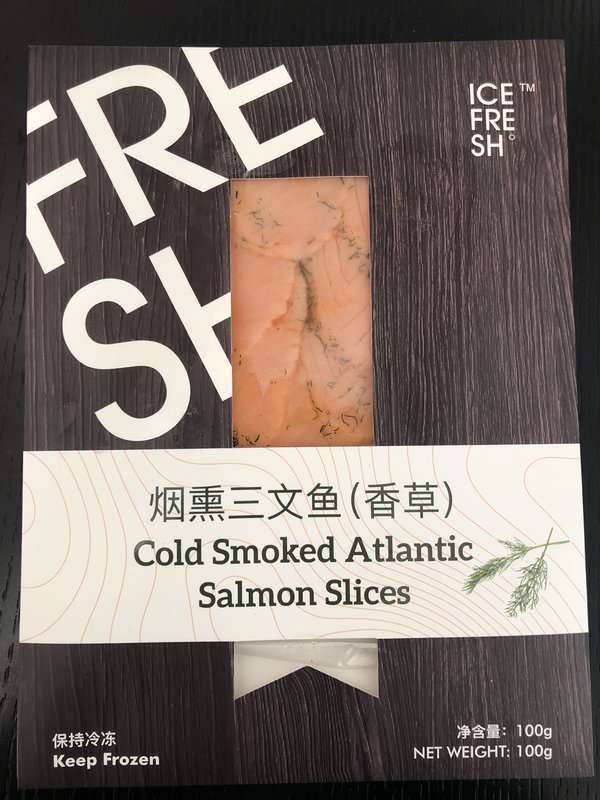 FRE
SH
ICE™
FRE
SH
烟熏三文鱼(香草)
Cold Smoked Atlantic
Salmon Slices
保持冷冻
Keep Frozen
净含量：100g
NET WEIGHT: 100g